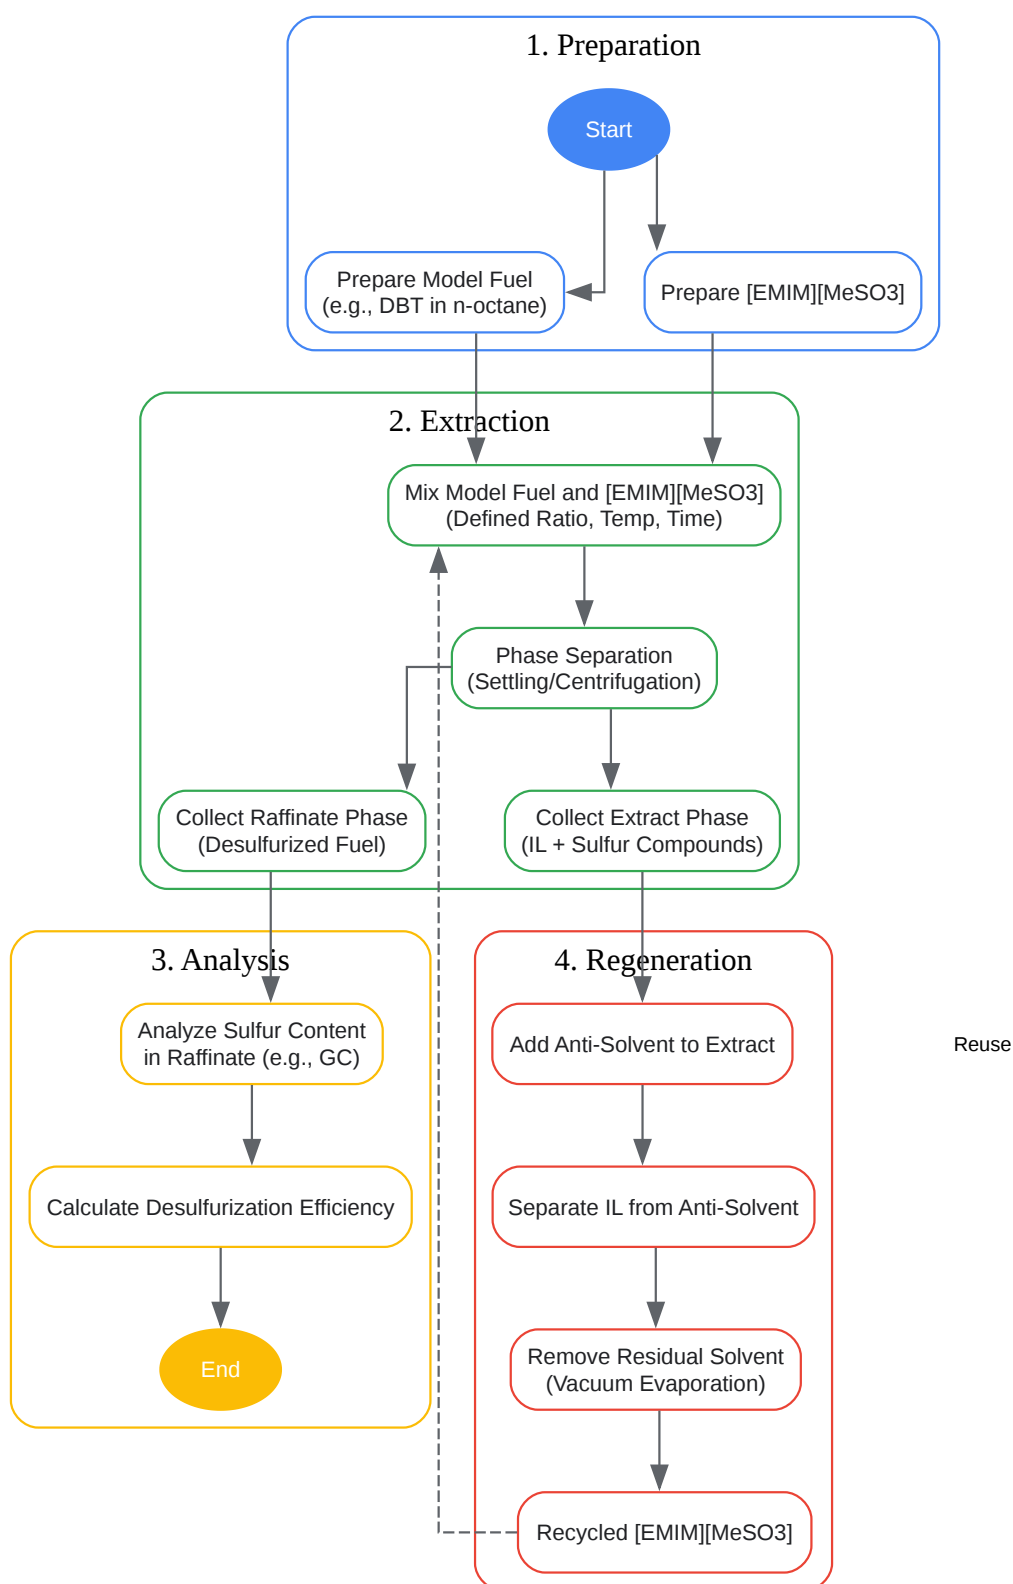 1. Preparation
Start
Prepare Model Fuel
(e.g., DBT in n-octane)
Prepare [EMIM][MeSO3]
2. Extraction
Mix Model Fuel and [EMIM][MeSO3]
(Defined Ratio, Temp, Time)
Phase Separation
(Settling/Centrifugation)
Collect Raffinate Phase
(Desulfurized Fuel)
Collect Extract Phase
(IL + Sulfur Compounds)
3. Analysis
Analyze Sulfur Content
in Raffinate (e.g., GC)
Calculate Desulfurization Efficiency
End
4. Regeneration
Add Anti-Solvent to Extract
Separate IL from Anti-Solvent
Remove Residual Solvent
(Vacuum Evaporation)
Recycled [EMIM][MeSO3]
Reuse